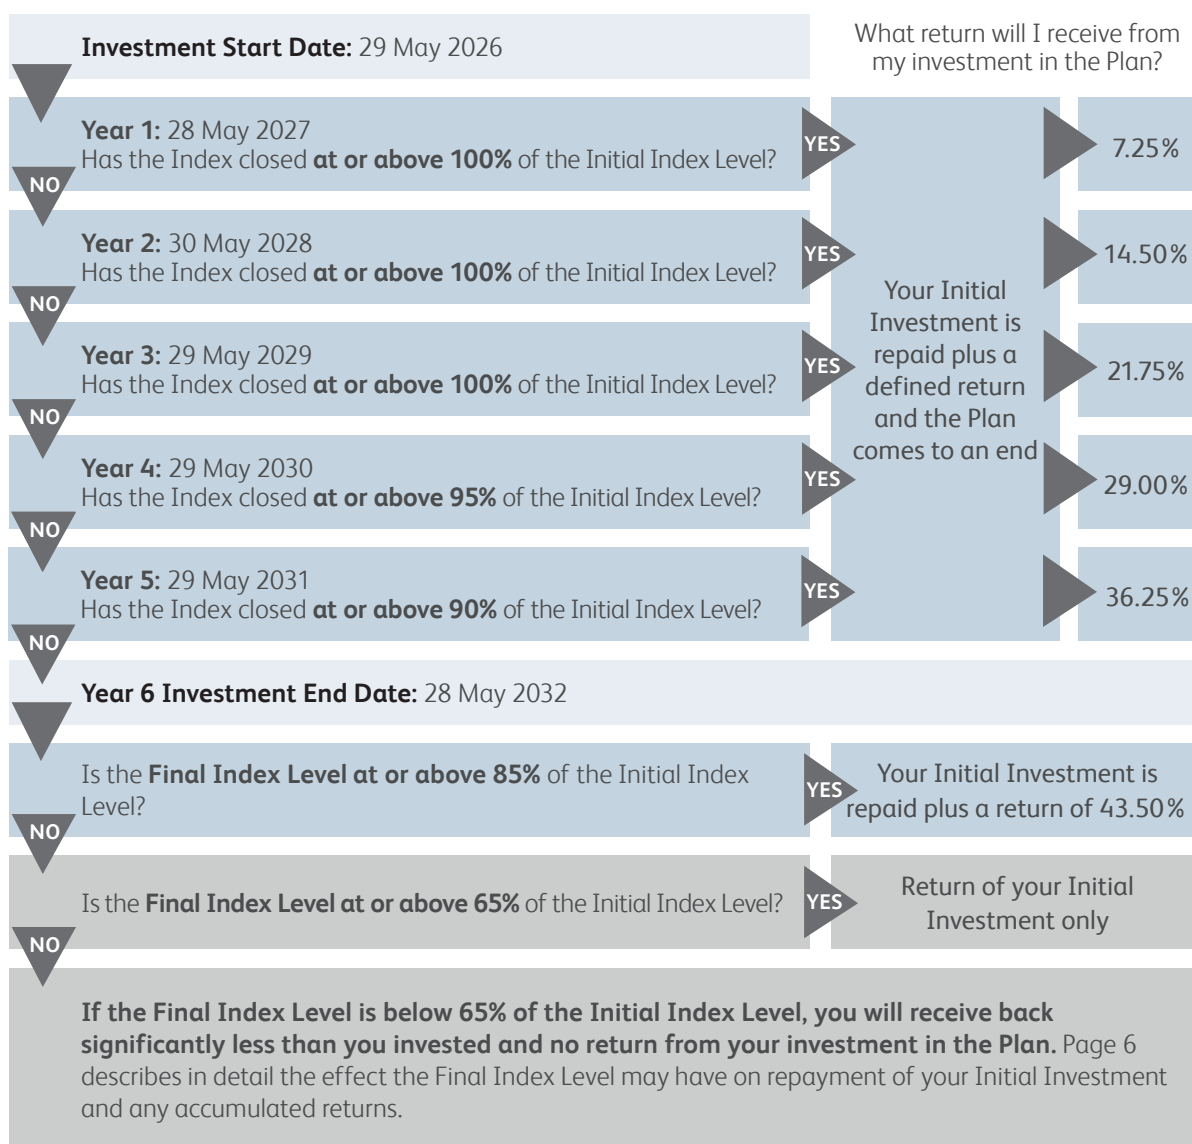 Investment Start Date: 29 May 2026
What return will I receive from
my investment in the Plan?
Year 1: 28 May 2027
Has the Index closed at or above 100% of the Initial Index Level?
YES
7.25%
NO
Year 2: 30 May 2028
Has the Index closed at or above 100% of the Initial Index Level?
YES
14.50%
NO
Year 3: 29 May 2029
Has the Index closed at or above 100% of the Initial Index Level?
YES
21.75%
NO
Year 4: 29 May 2030
Has the Index closed at or above 95% of the Initial Index Level?
YES
29.00%
NO
Year 5: 29 May 2031
Has the Index closed at or above 90% of the Initial Index Level?
YES
36.25%
NO
Your Initial
Investment is
repaid plus a
defined return
and the Plan
comes to an end
Year 6 Investment End Date: 28 May 2032
Is the Final Index Level at or above 85% of the Initial Index
Level?
YES
Your Initial Investment is
repaid plus a return of 43.50%
NO
Is the Final Index Level at or above 65% of the Initial Index Level?
YES
Return of your Initial
Investment only
NO
If the Final Index Level is below 65% of the Initial Index Level, you will receive back
significantly less than you invested and no return from your investment in the Plan. Page 6
describes in detail the effect the Final Index Level may have on repayment of your Initial Investment
and any accumulated returns.